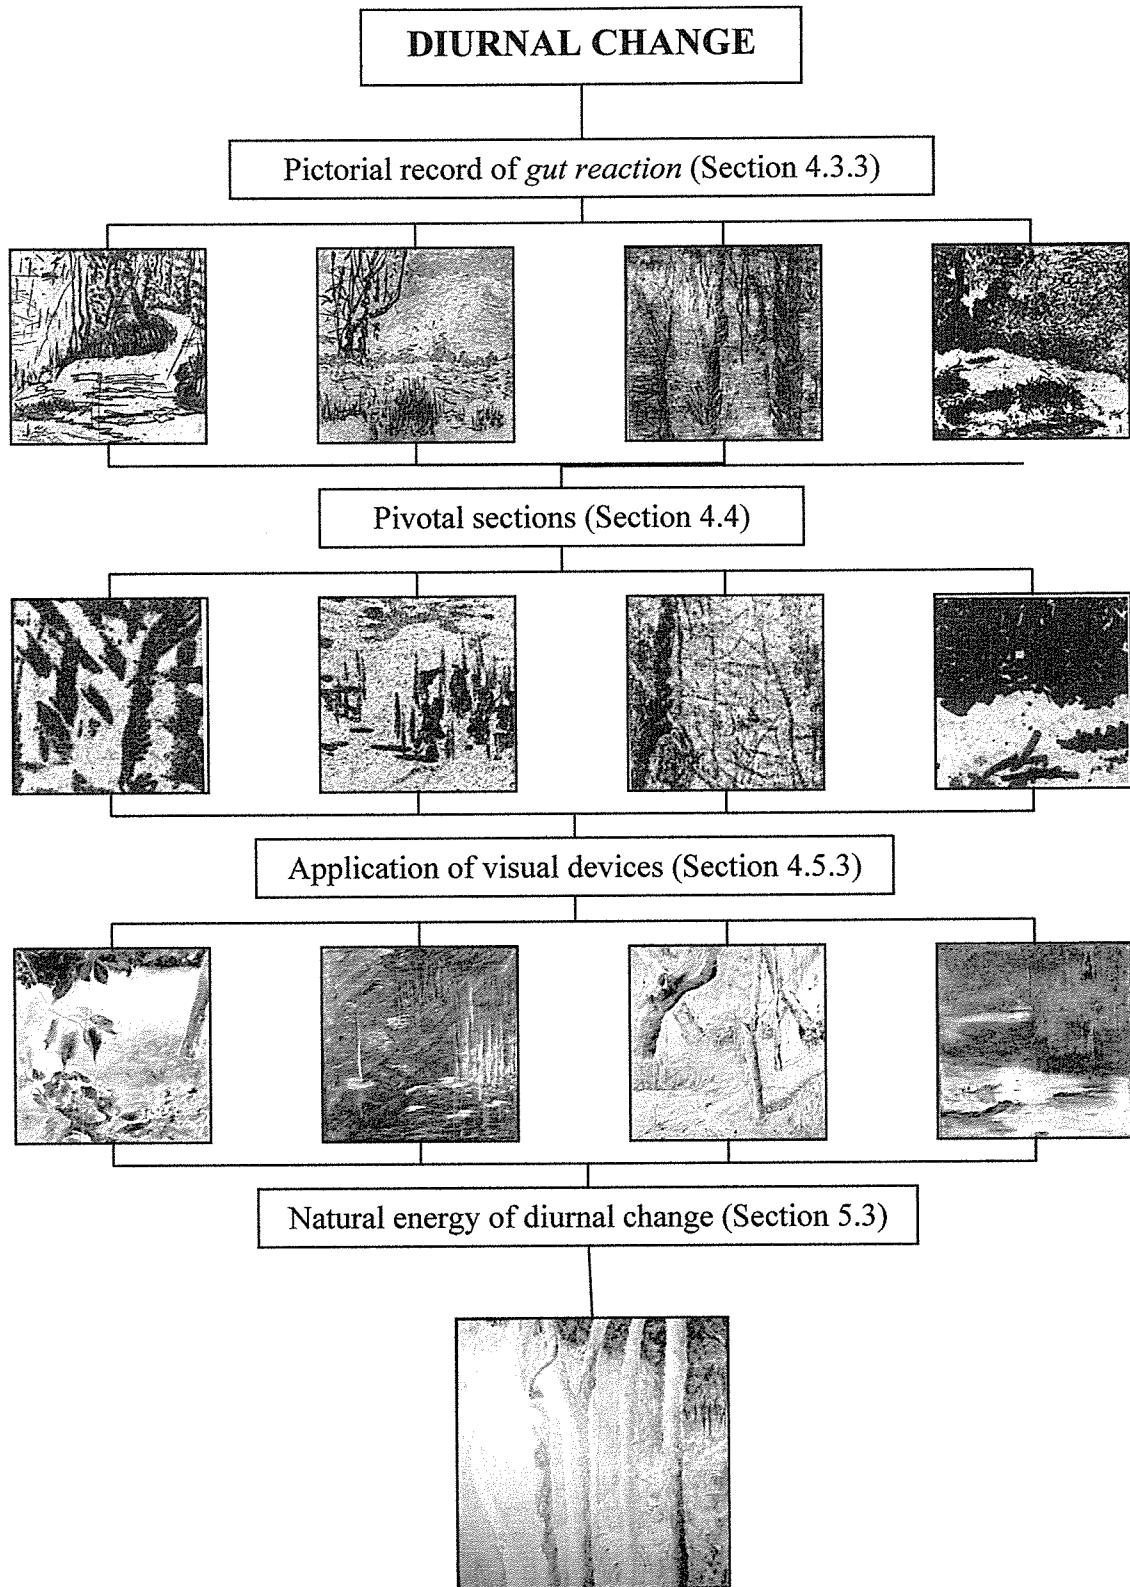 DIURNAL CHANGE
Pictorial record of gut reaction (Section 4.3.3)
Pivotal sections (Section 4.4)
Application of visual devices (Section 4.5.3)
Natural energy of diurnal change (Section 5.3)